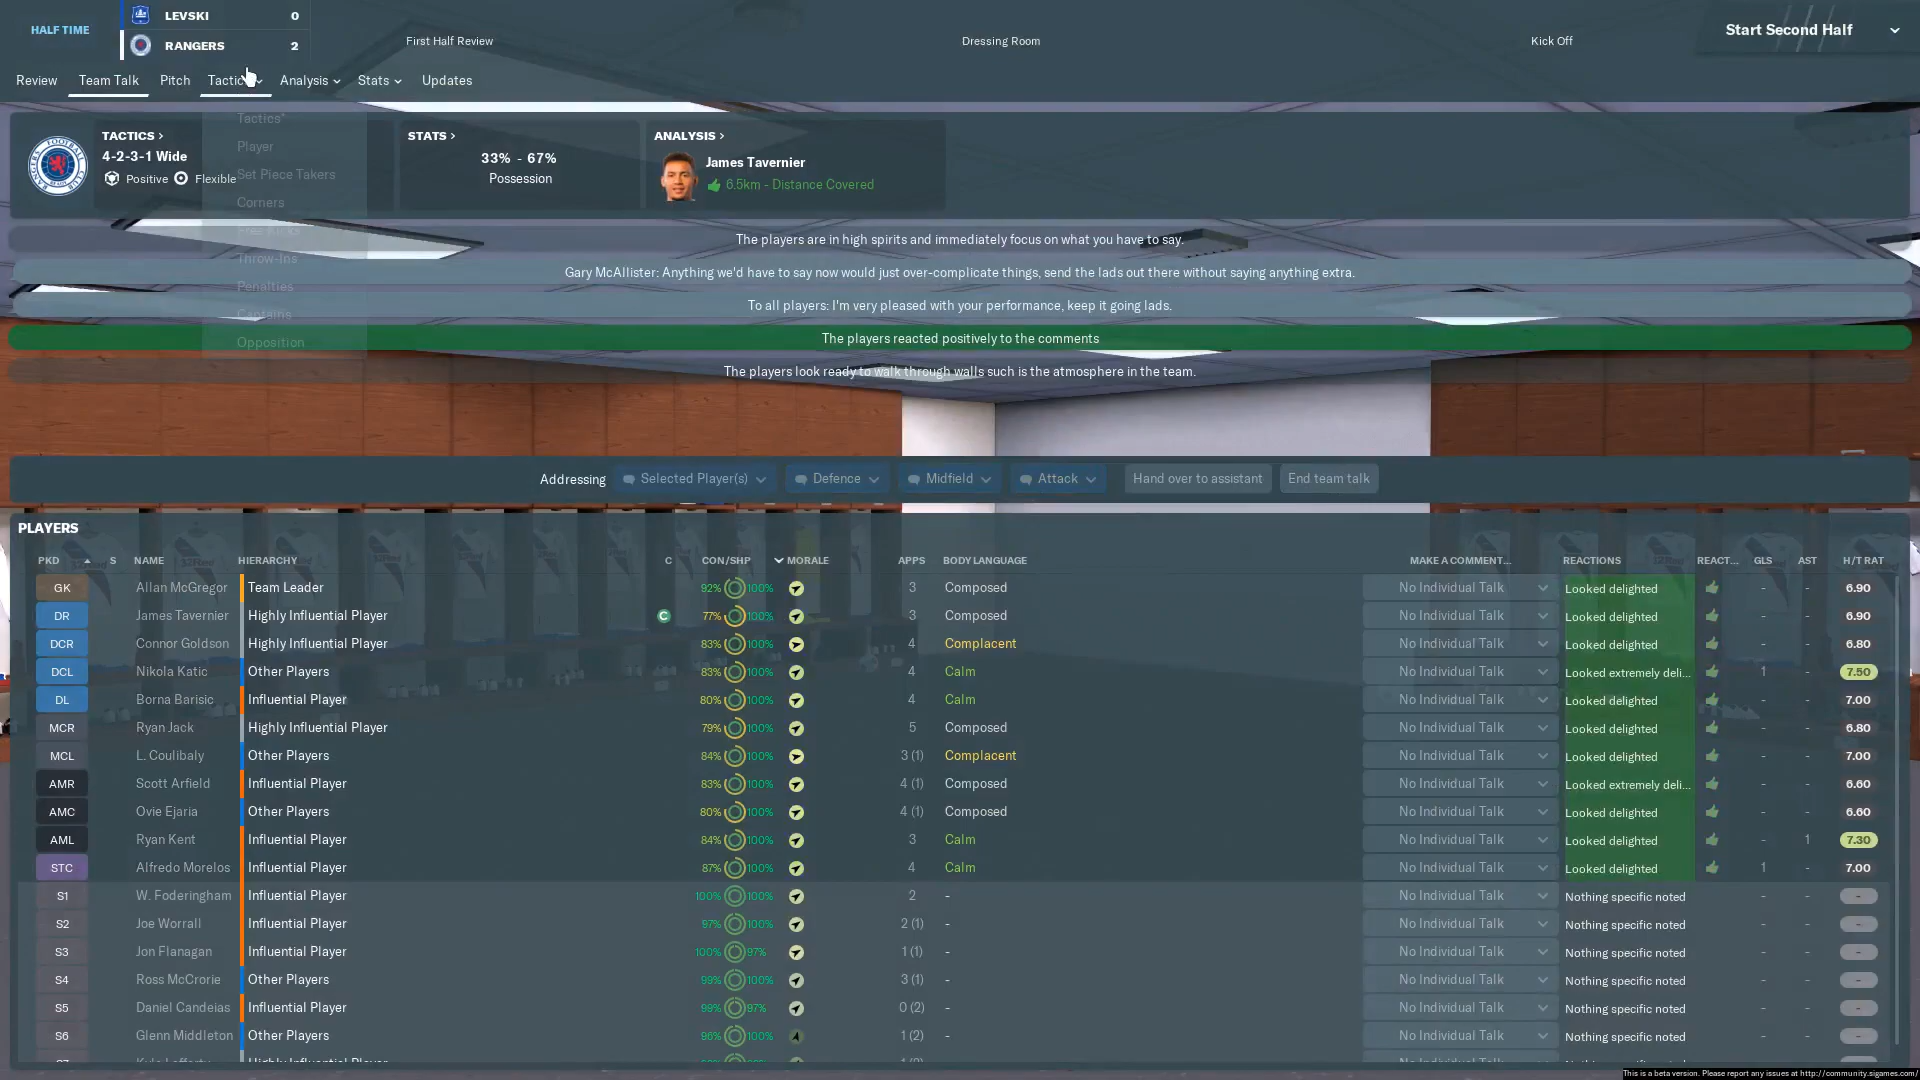 HALF TIME
LEVSKI 0
RANGERS 2
First Half Review Dressing Room Kick Off
Start Second Half
Review Team Talk Pitch Tactics Analysis Stats Updates
Tactics*
Player
Set Piece Takers
Corners
Free Kicks
Throw-Ins
Penalties
Captains
Opposition
TACTICS >
4-2-3-1 Wide
Positive Flexible
STATS >
33% - 67%
Possession
ANALYSIS >
James Tavernier
6.5km - Distance Covered
The players are in high spirits and immediately focus on what you have to say.
Gary McAllister: Anything we'd have to say now would just over-complicate things, send the lads out there without saying anything extra.
To all players: I'm very pleased with your performance, keep it going lads.
The players reacted positively to the comments
The players look ready to walk through walls such is the atmosphere in the team.
Addressing Selected Player(s) Defence Midfield Attack Hand over to assistant End team talk
PLAYERS
PKD S NAME HIERARCHY C CON/SHP MORALE APPS BODY LANGUAGE MAKE A COMMENT... REACTIONS REACT... GLS AST H/T RAT
GK Allan McGregor Team Leader 92% 100% 3 Composed No Individual Talk Looked delighted - - 6.90
DR James Tavernier Highly Influential Player C 77% 100% 3 Composed No Individual Talk Looked delighted - - 6.90
DCR Connor Goldson Highly Influential Player 83% 100% 4 Complacent No Individual Talk Looked delighted - - 6.80
DCL Nikola Katic Other Players 83% 100% 4 Calm No Individual Talk Looked extremely deli... 1 - 7.50
DL Borna Barisic Influential Player 80% 100% 4 Calm No Individual Talk Looked delighted - - 7.00
MCR Ryan Jack Highly Influential Player 79% 100% 5 Composed No Individual Talk Looked delighted - - 6.80
MCL L. Coulibaly Other Players 84% 100% 3 (1) Complacent No Individual Talk Looked delighted - - 7.00
AMR Scott Arfield Influential Player 83% 100% 4 (1) Composed No Individual Talk Looked extremely deli... - - 6.60
AMC Ovie Ejaria Other Players 80% 100% 4 (1) Composed No Individual Talk Looked delighted - - 6.60
AML Ryan Kent Influential Player 84% 100% 3 Calm No Individual Talk Looked delighted - 1 7.30
STC Alfredo Morelos Influential Player 87% 100% 4 Calm No Individual Talk Looked delighted 1 - 7.00
S1 W. Foderingham Influential Player 100% 100% 2 - No Individual Talk Nothing specific noted - - -
S2 Joe Worrall Influential Player 97% 100% 2 (1) - No Individual Talk Nothing specific noted - - -
S3 Jon Flanagan Influential Player 100% 97% 1 (1) - No Individual Talk Nothing specific noted - - -
S4 Ross McCrorie Other Players 99% 100% 3 (1) - No Individual Talk Nothing specific noted - - -
S5 Daniel Candeias Influential Player 99% 97% 0 (2) - No Individual Talk Nothing specific noted - - -
S6 Glenn Middleton Other Players 96% 100% 1 (2) - No Individual Talk Nothing specific noted - - -
This is a beta version. Please report any issues at http://community.sigames.com/